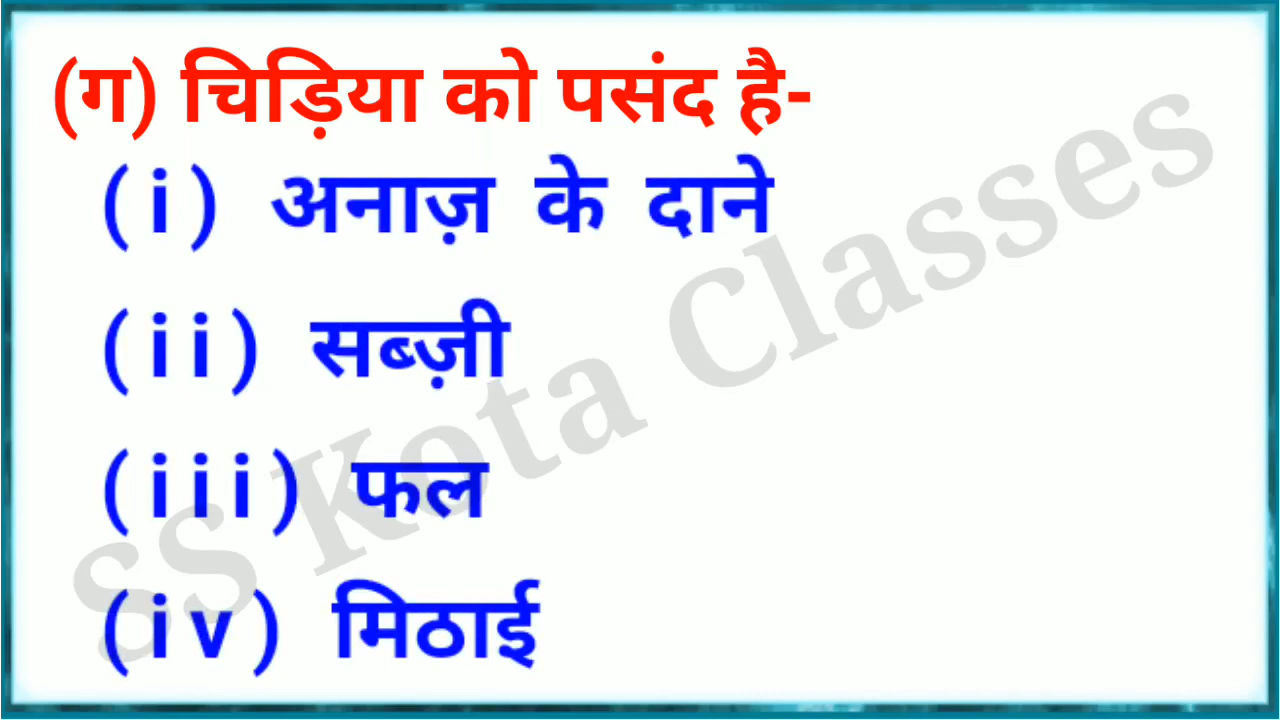 (ग) चिड़िया को पसंद है-
(i) अनाज़ के दाने
(ii) सब्ज़ी
(iii) फल
(iv) मिठाई
SS Kota Classes